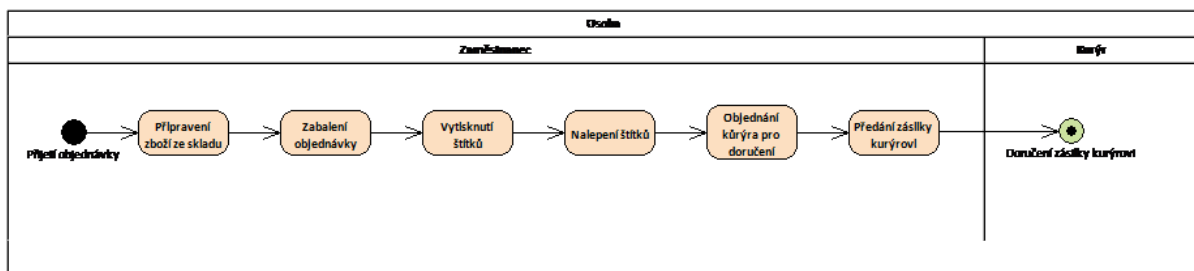 Osoba
Zaměstnanec
Kurýr
Připravení
zboží ze skladu
Zabalení
objednávky
Vytisknutí
štítků
Nalepení štítků
Objednání
kůrýra pro
doručení
Předání zásilky
kurýrovi
Přijetí objednávky
Doručení zásilky kurýrovi